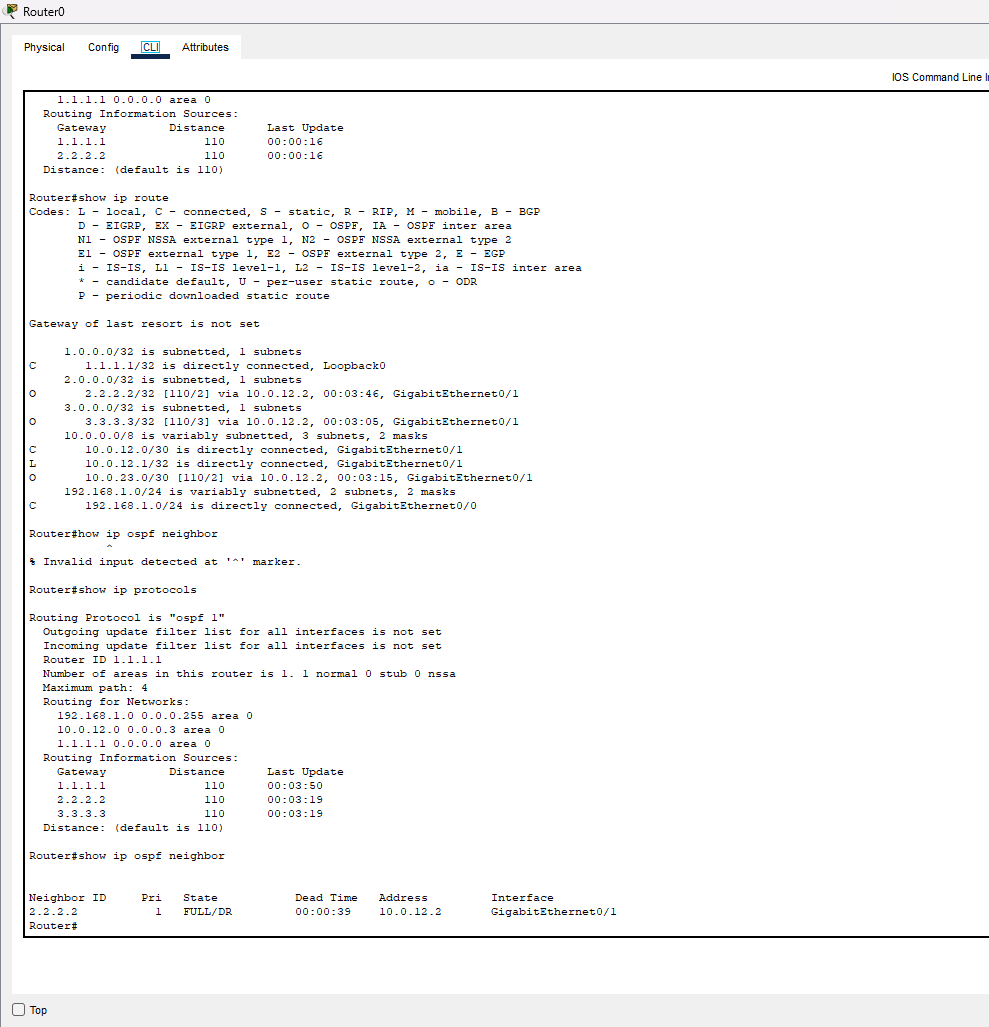 Router0
Physical Config CLI Attributes
IOS Command Line I
1.1.1.1 0.0.0.0 area 0
Routing Information Sources:
Gateway Distance Last Update
1.1.1.1 110 00:00:16
2.2.2.2 110 00:00:16
Distance: (default is 110)
Router#show ip route
Codes: L - local, C - connected, S - static, R - RIP, M - mobile, B - BGP
D - EIGRP, EX - EIGRP external, O - OSPF, IA - OSPF inter area
N1 - OSPF NSSA external type 1, N2 - OSPF NSSA external type 2
E1 - OSPF external type 1, E2 - OSPF external type 2, E - EGP
i - IS-IS, L1 - IS-IS level-1, L2 - IS-IS level-2, ia - IS-IS inter area
* - candidate default, U - per-user static route, o - ODR
P - periodic downloaded static route
Gateway of last resort is not set
1.0.0.0/32 is subnetted, 1 subnets
C 1.1.1.1/32 is directly connected, Loopback0
2.0.0.0/32 is subnetted, 1 subnets
O 2.2.2.2/32 [110/2] via 10.0.12.2, 00:03:46, GigabitEthernet0/1
3.0.0.0/32 is subnetted, 1 subnets
O 3.3.3.3/32 [110/3] via 10.0.12.2, 00:03:05, GigabitEthernet0/1
10.0.0.0/8 is variably subnetted, 3 subnets, 2 masks
C 10.0.12.0/30 is directly connected, GigabitEthernet0/1
L 10.0.12.1/32 is directly connected, GigabitEthernet0/1
O 10.0.23.0/30 [110/2] via 10.0.12.2, 00:03:15, GigabitEthernet0/1
192.168.1.0/24 is variably subnetted, 2 subnets, 2 masks
C 192.168.1.0/24 is directly connected, GigabitEthernet0/0
Router#how ip ospf neighbor
^
% Invalid input detected at '^' marker.
Router#show ip protocols
Routing Protocol is "ospf 1"
Outgoing update filter list for all interfaces is not set
Incoming update filter list for all interfaces is not set
Router ID 1.1.1.1
Number of areas in this router is 1. 1 normal 0 stub 0 nssa
Maximum path: 4
Routing for Networks:
192.168.1.0 0.0.0.255 area 0
10.0.12.0 0.0.0.3 area 0
1.1.1.1 0.0.0.0 area 0
Routing Information Sources:
Gateway Distance Last Update
1.1.1.1 110 00:03:50
2.2.2.2 110 00:03:19
3.3.3.3 110 00:03:19
Distance: (default is 110)
Router#show ip ospf neighbor
Neighbor ID Pri State Dead Time Address Interface
2.2.2.2 1 FULL/DR 00:00:39 10.0.12.2 GigabitEthernet0/1
Router#
Top